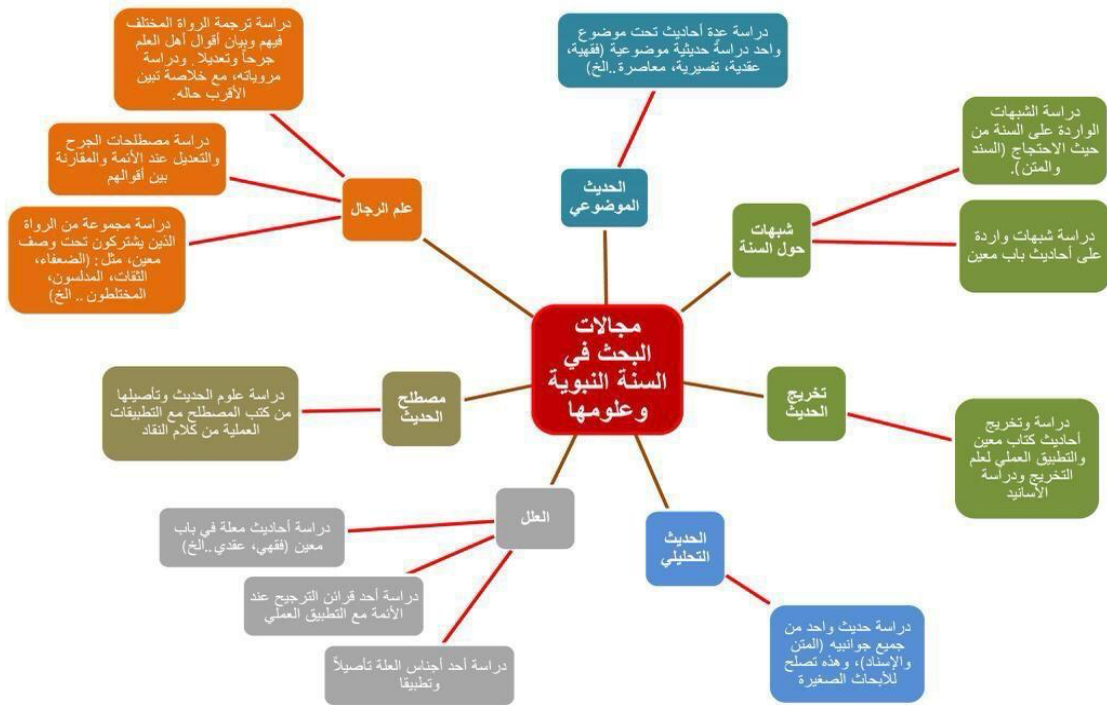 مجالات
البحث في
السنة النبوية
وعلومها
الحديث
الموضوعي
دراسة عدة أحاديث تحت موضوع
واحد دراسةً حديثية موضوعية (فقهية،
عقدية، تفسيرية، معاصرة..الخ)
شبهات
حول السنة
دراسة الشبهات
الواردة على السنة من
حيث الاحتجاج (السند
والمتن).
دراسة شبهات واردة
على أحاديث باب معين
تخريج
الحديث
دراسة وتخريج
أحاديث كتاب معين
والتطبيق العملي لعلم
التخريج ودراسة
الأسانيد
الحديث
التحليلي
دراسة حديث واحد من
جميع جوانبيه (المتن
والإسناد)، وهذه تصلح
للأبحاث الصغيرة
العلل
دراسة أحاديث معلة في باب
معين (فقهي، عقدي..الخ)
دراسة أحد قرائن الترجيح عند
الأئمة مع التطبيق العملي
دراسة أحد أجناس العلة تأصيلاً
وتطبيقا
مصطلح
الحديث
دراسة علوم الحديث وتأصيلها
من كتب المصطلح مع التطبيقات
العملية من كلام النقاد
علم الرجال
دراسة ترجمة الرواة المختلف
فيهم وبيان أقوال أهل العلم
جرحاً وتعديلا. ودراسة
مروياته، مع خلاصة تبين
الأقرب حاله.
دراسة مصطلحات الجرح
والتعديل عند الأئمة والمقارنة
بين أقوالهم
دراسة مجموعة من الرواة
الذين يشتركون تحت وصف
معين، مثل: (الضعفاء،
الثقات، المدلسون،
المختلطون .. الخ)